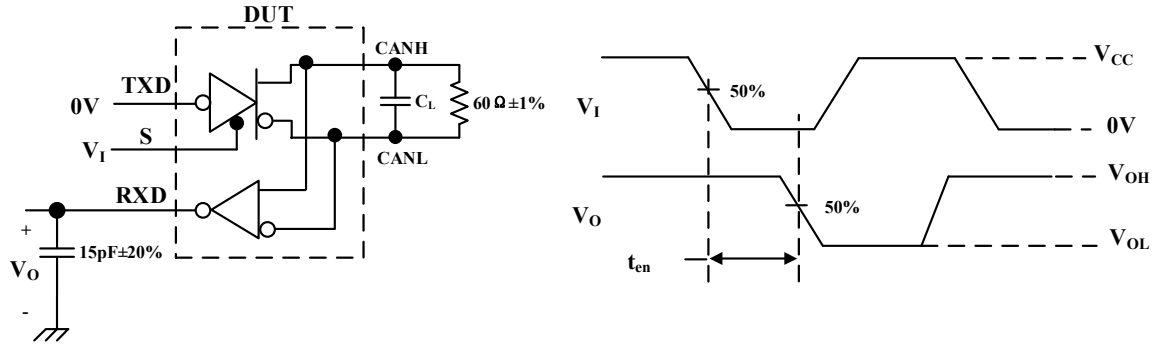 DUT
CANH
TXD
0V
C_L
60Ω±1%
S
V_I
CANL
RXD
+
15pF±20%
V_O
-
V_CC
50%
V_I
0V
V_OH
50%
V_O
V_OL
t_en